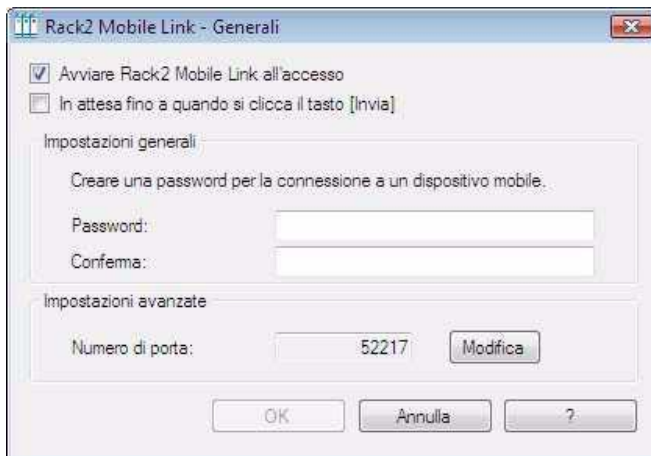 Rack2 Mobile Link - Generali
Avviare Rack2 Mobile Link all'accesso
In attesa fino a quando si clicca il tasto [Invia]
Impostazioni generali
Creare una password per la connessione a un dispositivo mobile.
Password:
Conferma:
Impostazioni avanzate
Numero di porta: 52217 Modifica
OK Annulla ?